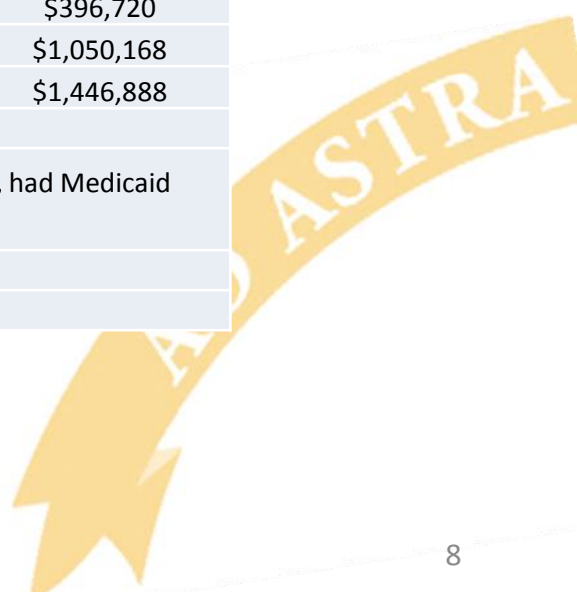 $396,720
$1,050,168
$1,446,888
, had Medicaid
AD ASTRA
8